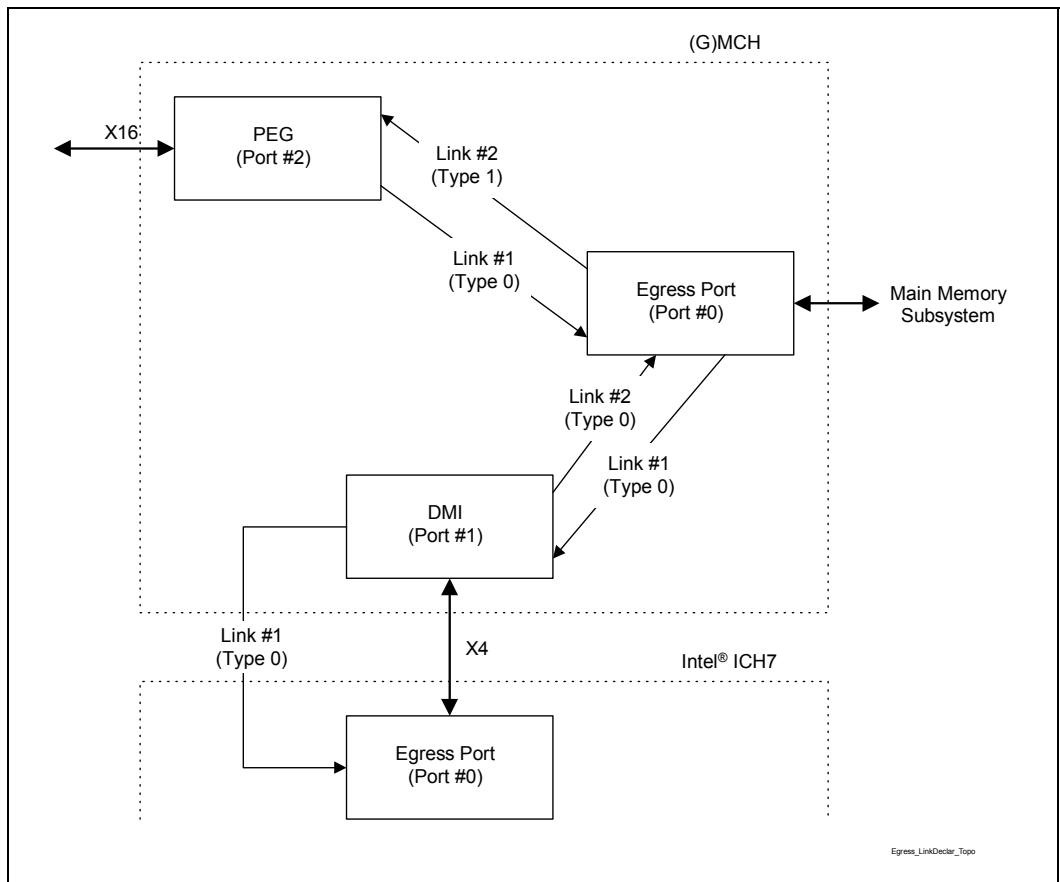 (G)MCH
X16
PEG
(Port #2)
Link #2
(Type 1)
Link #1
(Type 0)
Egress Port
(Port #0)
Main Memory
Subsystem
Link #2
(Type 0)
Link #1
(Type 0)
DMI
(Port #1)
Link #1
(Type 0)
X4
Intel® ICH7
Egress Port
(Port #0)
Egress_LinkDeclar_Topo